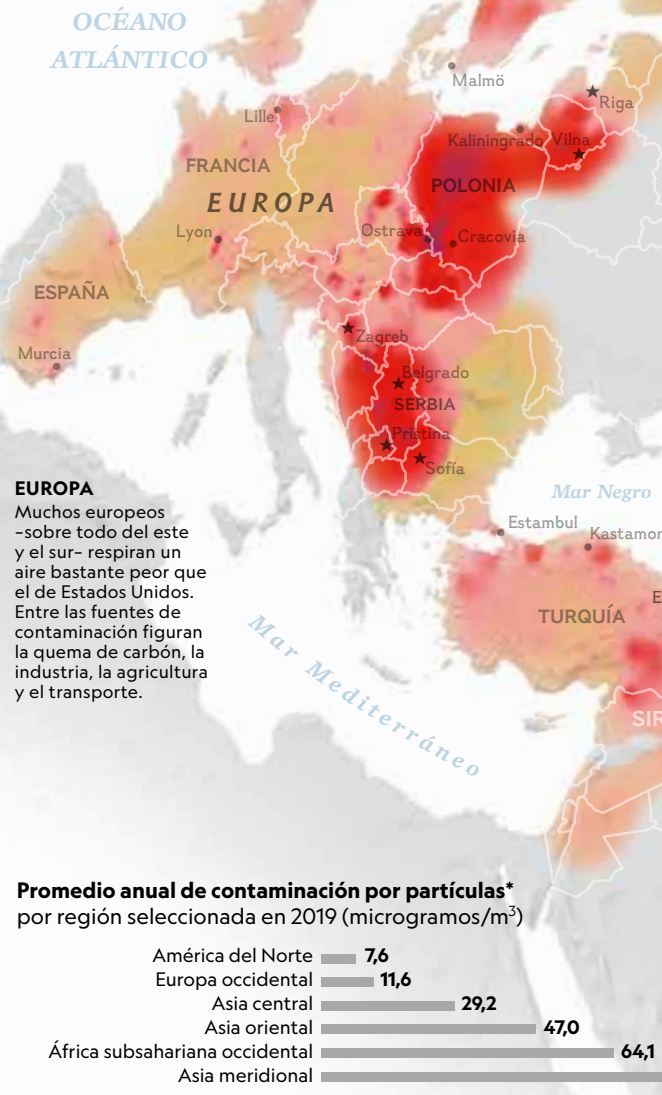 OCÉANO
ATLÁNTICO
Malmö
Riga
Lille
Kaliningrado
Vilna
FRANCIA
POLONIA
EUROPA
Lyon
Ostrava
Cracovia
ESPAÑA
Zagreb
Murcia
Belgrado
SERBIA
Pristina
Sofía
EUROPA
Muchos europeos
–sobre todo del este
y el sur– respiran un
aire bastante peor que
el de Estados Unidos.
Entre las fuentes de
contaminación figuran
la quema de carbón, la
industria, la agricultura
y el transporte.
Mar Negro
Estambul
Kastamon
E
TURQUÍA
Mar Mediterráneo
SIR
Promedio anual de contaminación por partículas*
por región seleccionada en 2019 (microgramos/m³)
América del Norte 7,6
Europa occidental 11,6
Asia central 29,2
Asia oriental 47,0
África subsahariana occidental 64,1
Asia meridional